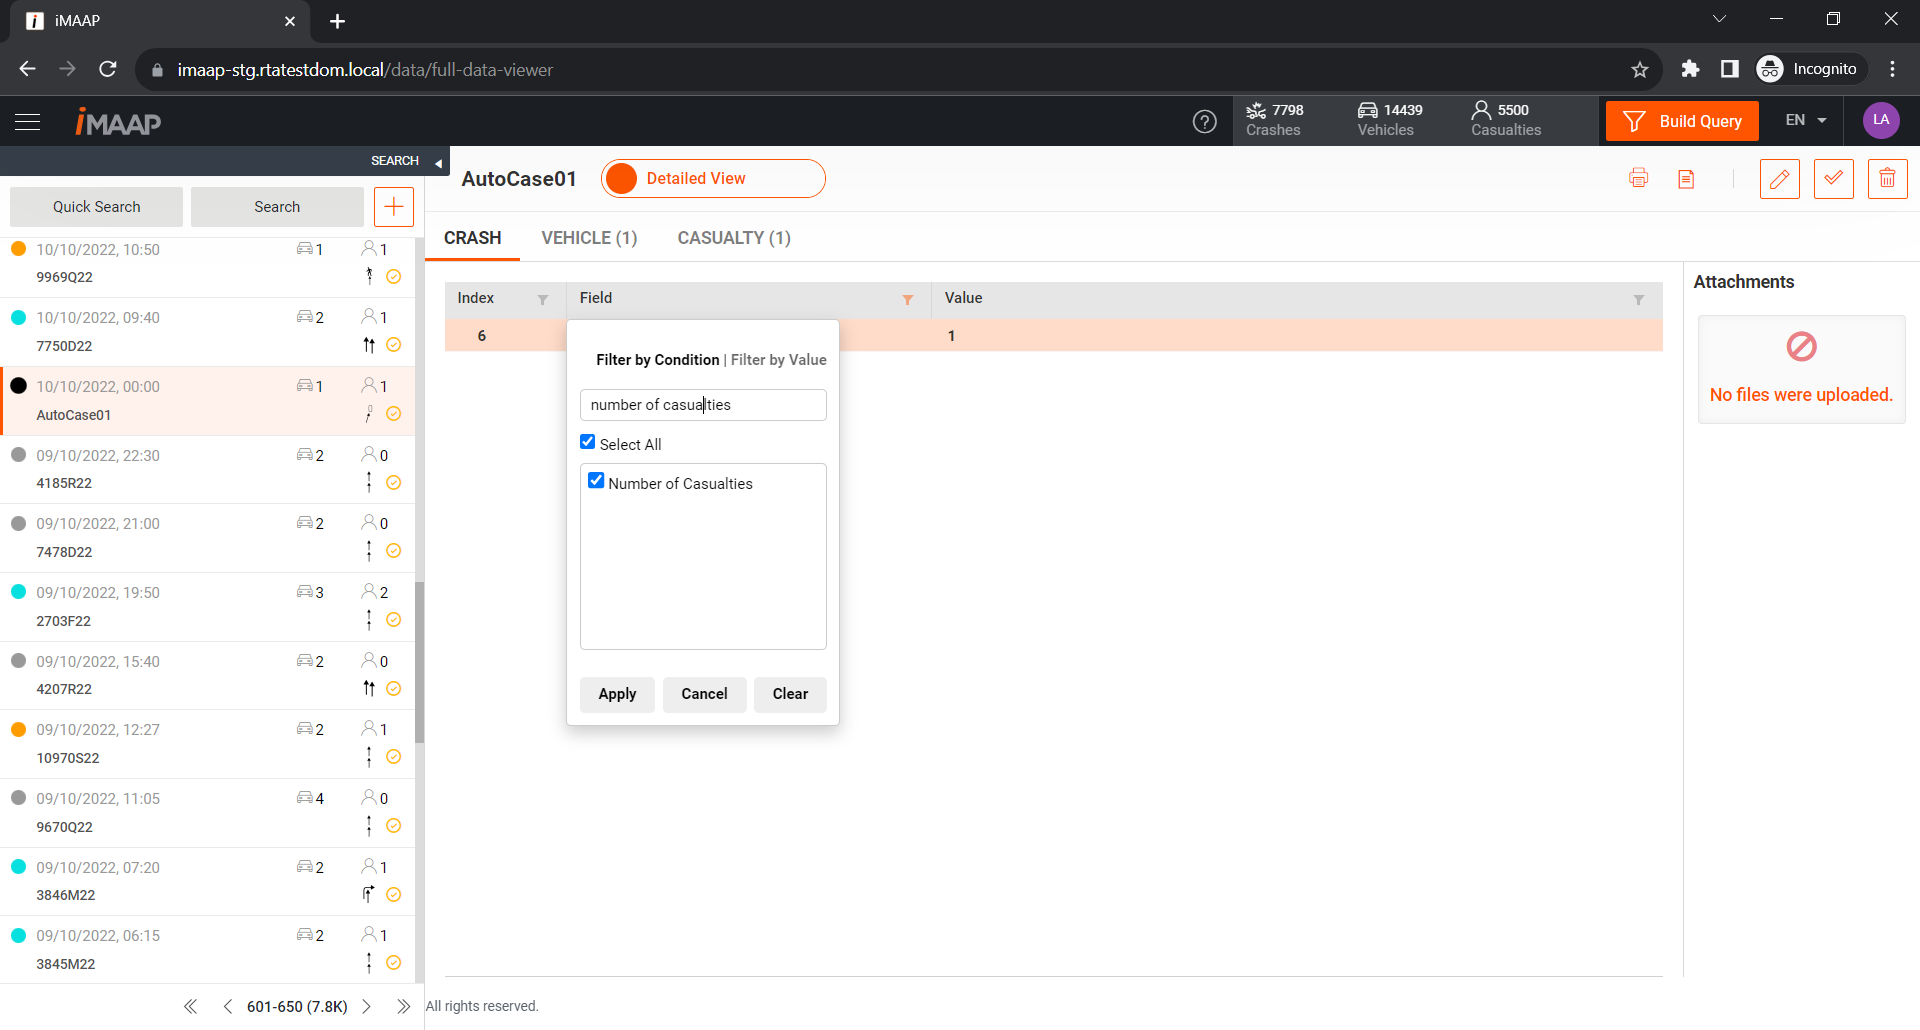 iMAAP
imaap-stg.rtatestdom.local/data/full-data-viewer
Incognito
iMAAP
7798
Crashes
14439
Vehicles
5500
Casualties
Build Query
EN
LA
SEARCH
Quick Search
Search
10/10/2022, 10:50 1 1
9969Q22
10/10/2022, 09:40 2 1
7750D22
10/10/2022, 00:00 1 1
AutoCase01
09/10/2022, 22:30 2 0
4185R22
09/10/2022, 21:00 2 0
7478D22
09/10/2022, 19:50 3 2
2703F22
09/10/2022, 15:40 2 0
4207R22
09/10/2022, 12:27 2 1
10970S22
09/10/2022, 11:05 4 0
9670Q22
09/10/2022, 07:20 2 1
3846M22
09/10/2022, 06:15 2 1
3845M22
601-650 (7.8K)
AutoCase01
Detailed View
CRASH VEHICLE (1) CASUALTY (1)
Index Field Value
6 1
Filter by Condition | Filter by Value
number of casualties
Select All
Number of Casualties
Apply Cancel Clear
Attachments
No files were uploaded.
All rights reserved.